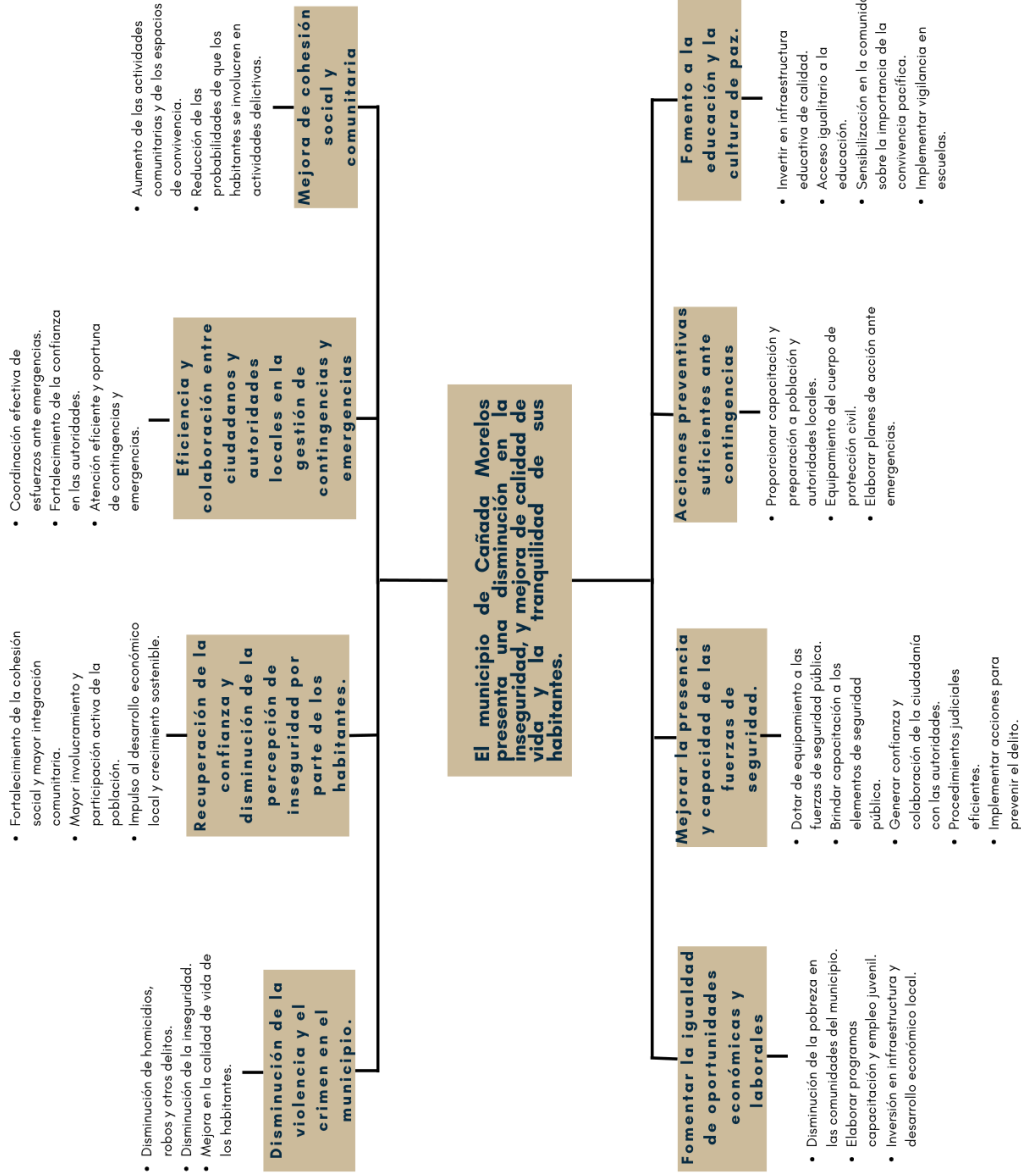 • Disminución de homicidios,
robos y otros delitos.
• Disminución de la inseguridad.
• Mejora en la calidad de vida de
los habitantes.
Disminución de la
violencia y el
crimen en el
municipio.
• Fortalecimiento de la cohesión
social y mayor integración
comunitaria.
• Mayor involucramiento y
participación activa de la
población.
• Impulso al desarrollo económico
local y crecimiento sostenible.
Recuperación de la
confianza y
disminución de la
percepción de
inseguridad por
parte de los
habitantes.
• Coordinación efectiva de
esfuerzos ante emergencias.
• Fortalecimiento de la confianza
en las autoridades.
• Atención eficiente y oportuna
de contingencias y
emergencias.
Eficiencia y
colaboración entre
ciudadanos y
autoridades
locales en la
gestión de
contingencias y
emergencias
• Aumento de las actividades
comunitarias y de los espacios
de convivencia.
• Reducción de las
probabilidades de que los
habitantes se involucren en
actividades delictivas.
Mejora de cohesión
social y
comunitaria
El municipio de Cañada Morelos
presenta una disminución en la
inseguridad, y mejora de calidad de
vida y la tranquilidad de sus
habitantes.
Fomentar la igualdad
de oportunidades
económicas y
laborales
• Disminución de la pobreza en
las comunidades del municipio.
• Elaborar programas
capacitación y empleo juvenil.
• Inversión en infraestructura y
desarrollo económico local.
Mejorar la presencia
y capacidad de las
fuerzas de
seguridad.
• Dotar de equipamiento a las
fuerzas de seguridad pública.
• Brindar capacitación a los
elementos de seguridad
pública.
• Generar confianza y
colaboración de la ciudadanía
con las autoridades.
• Procedimientos judiciales
eficientes.
• Implementar acciones para
prevenir el delito.
Acciones preventivas
suficientes ante
contingencias
• Proporcionar capacitación y
preparación a población y
autoridades locales.
• Equipamiento del cuerpo de
protección civil.
• Elaborar planes de acción ante
emergencias.
Fomento a la
educación y la
cultura de paz.
• Invertir en infraestructura
educativa de calidad.
• Acceso igualitario a la
educación.
• Sensibilización en la comunidad
sobre la importancia de la
convivencia pacífica.
• Implementar vigilancia en
escuelas.